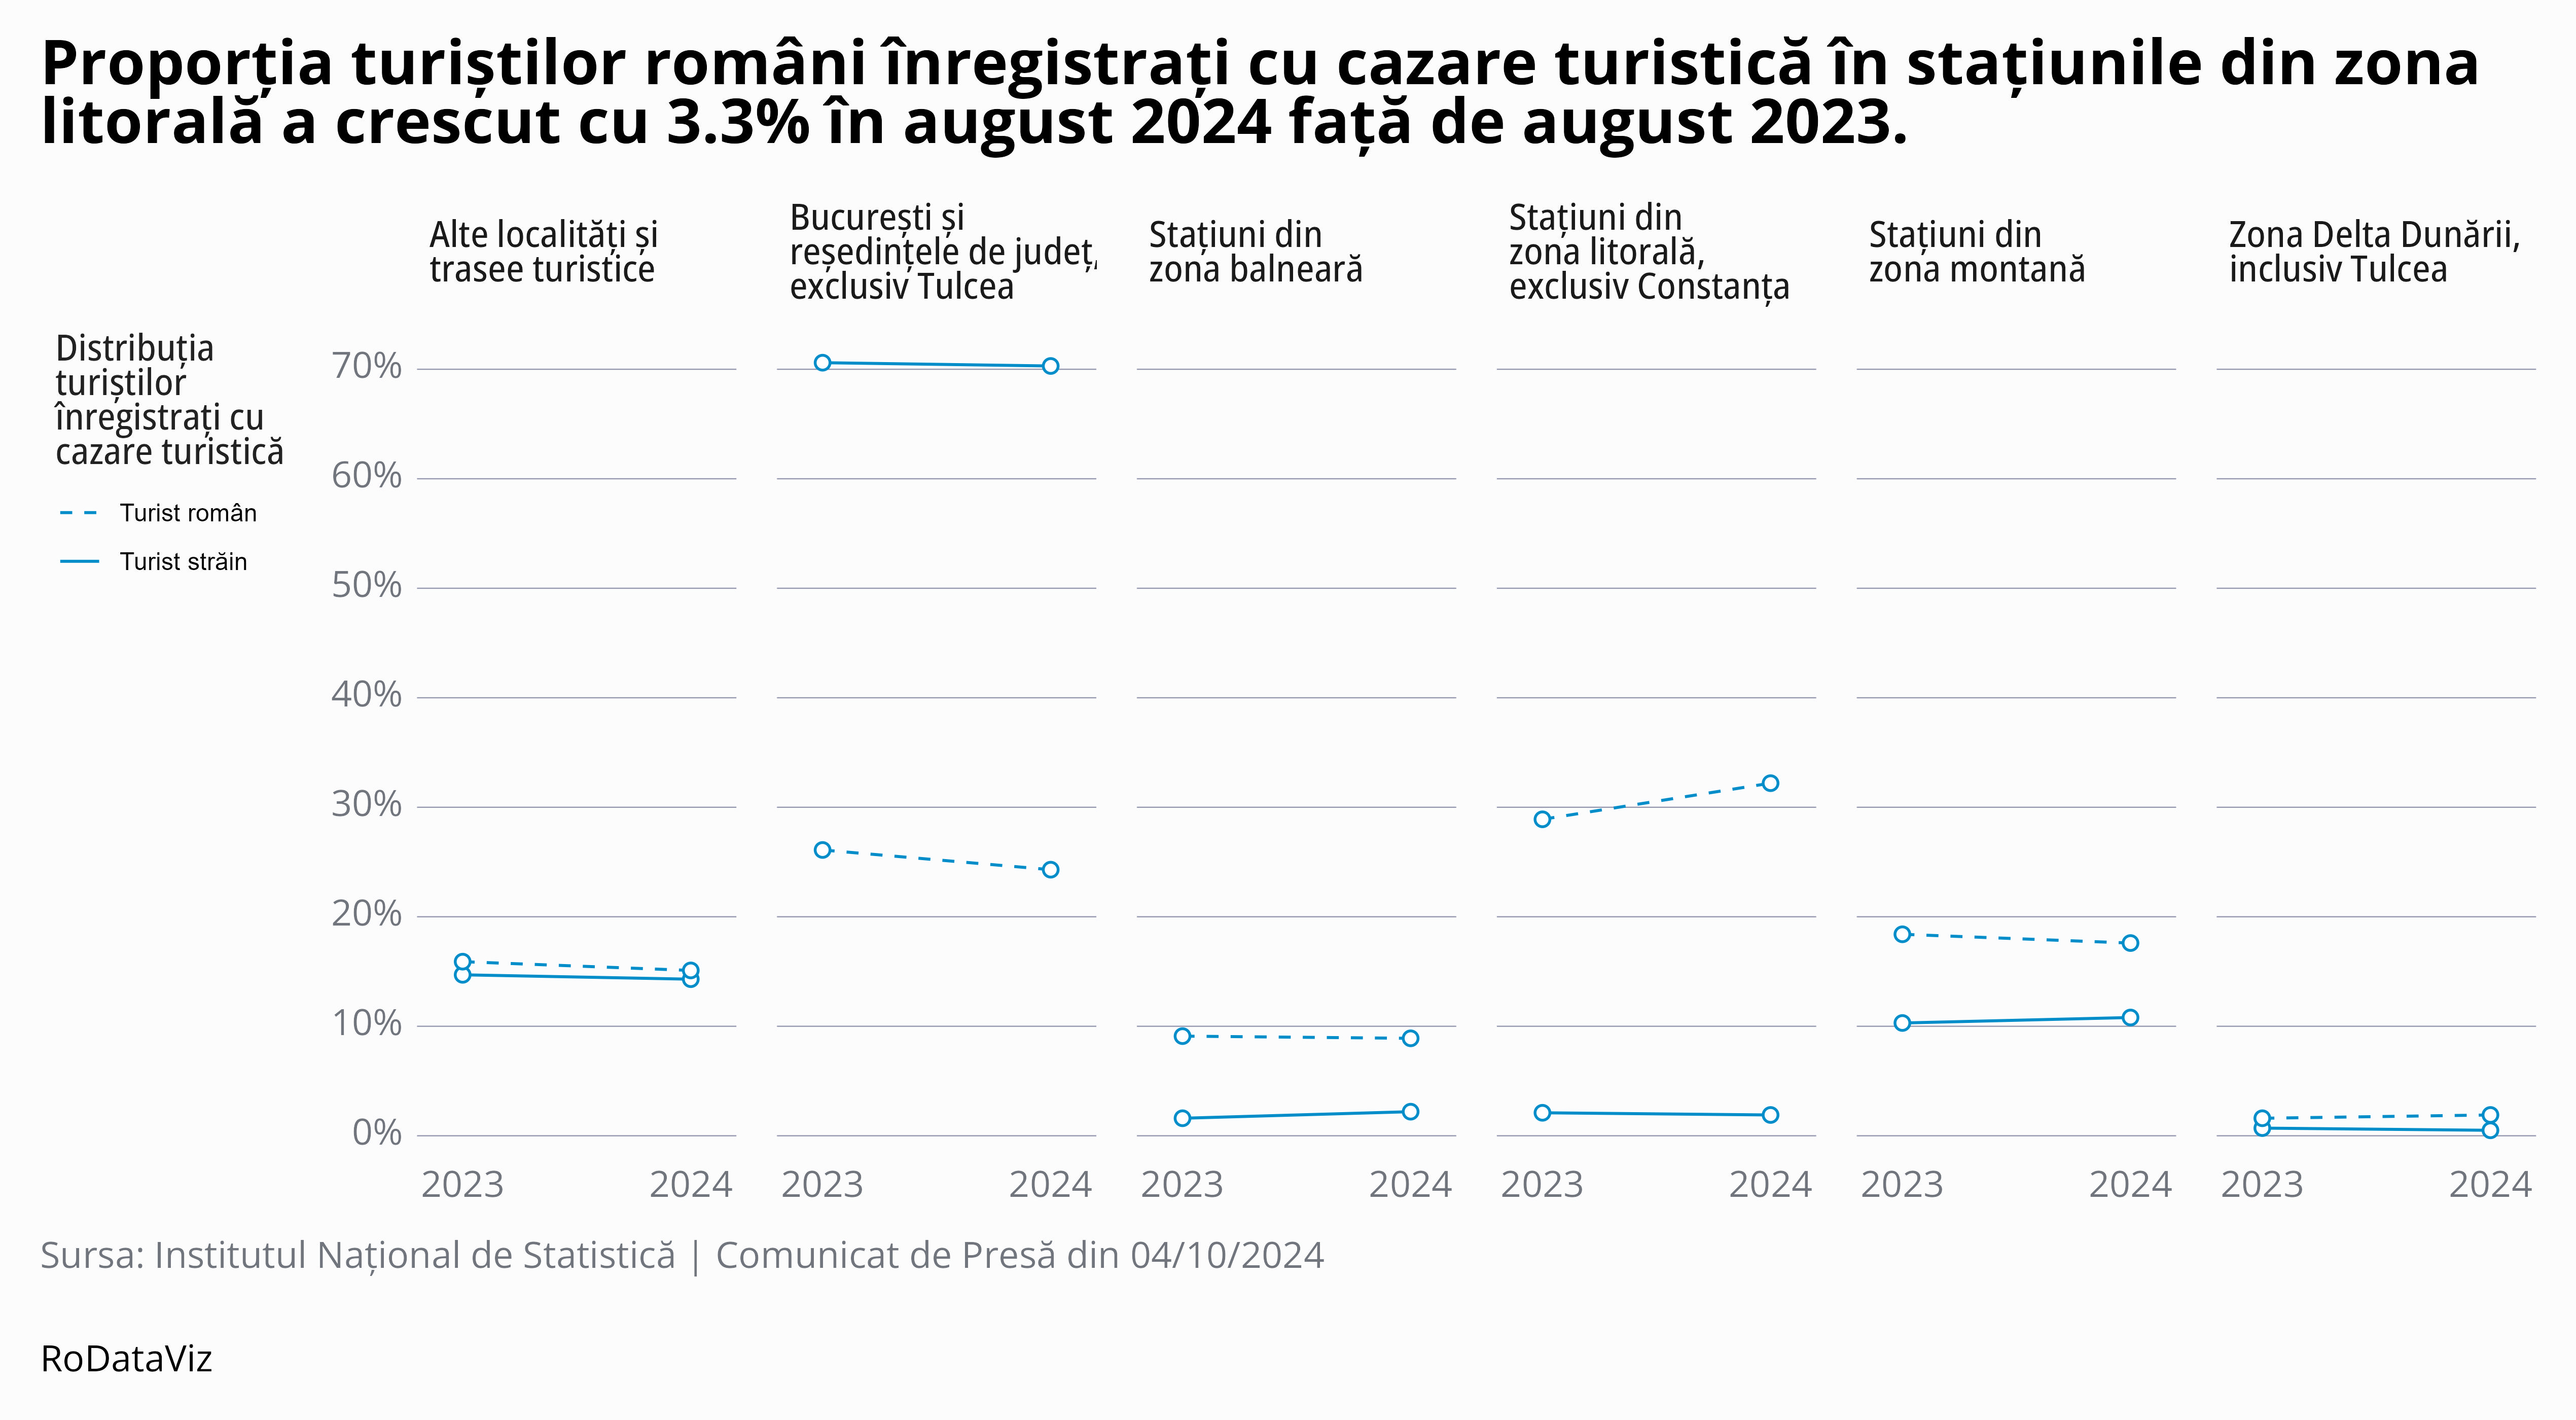 Proporția turiștilor români înregistrați cu cazare turistică în stațiunile din zona
litorală a crescut cu 3.3% în august 2024 față de august 2023.
Alte localități și
trasee turistice
București și
reședințele de județ,
exclusiv Tulcea
Stațiuni din
zona balneară
Stațiuni din
zona litorală,
exclusiv Constanța
Stațiuni din
zona montană
Zona Delta Dunării,
inclusiv Tulcea
Distribuția
turiștilor
înregistrați cu
cazare turistică
Turist român
Turist străin
70%
60%
50%
40%
30%
20%
10%
0%
2023 2024 2023 2024 2023 2024 2023 2024 2023 2024 2023 2024
Sursa: Institutul Național de Statistică | Comunicat de Presă din 04/10/2024
RoDataViz